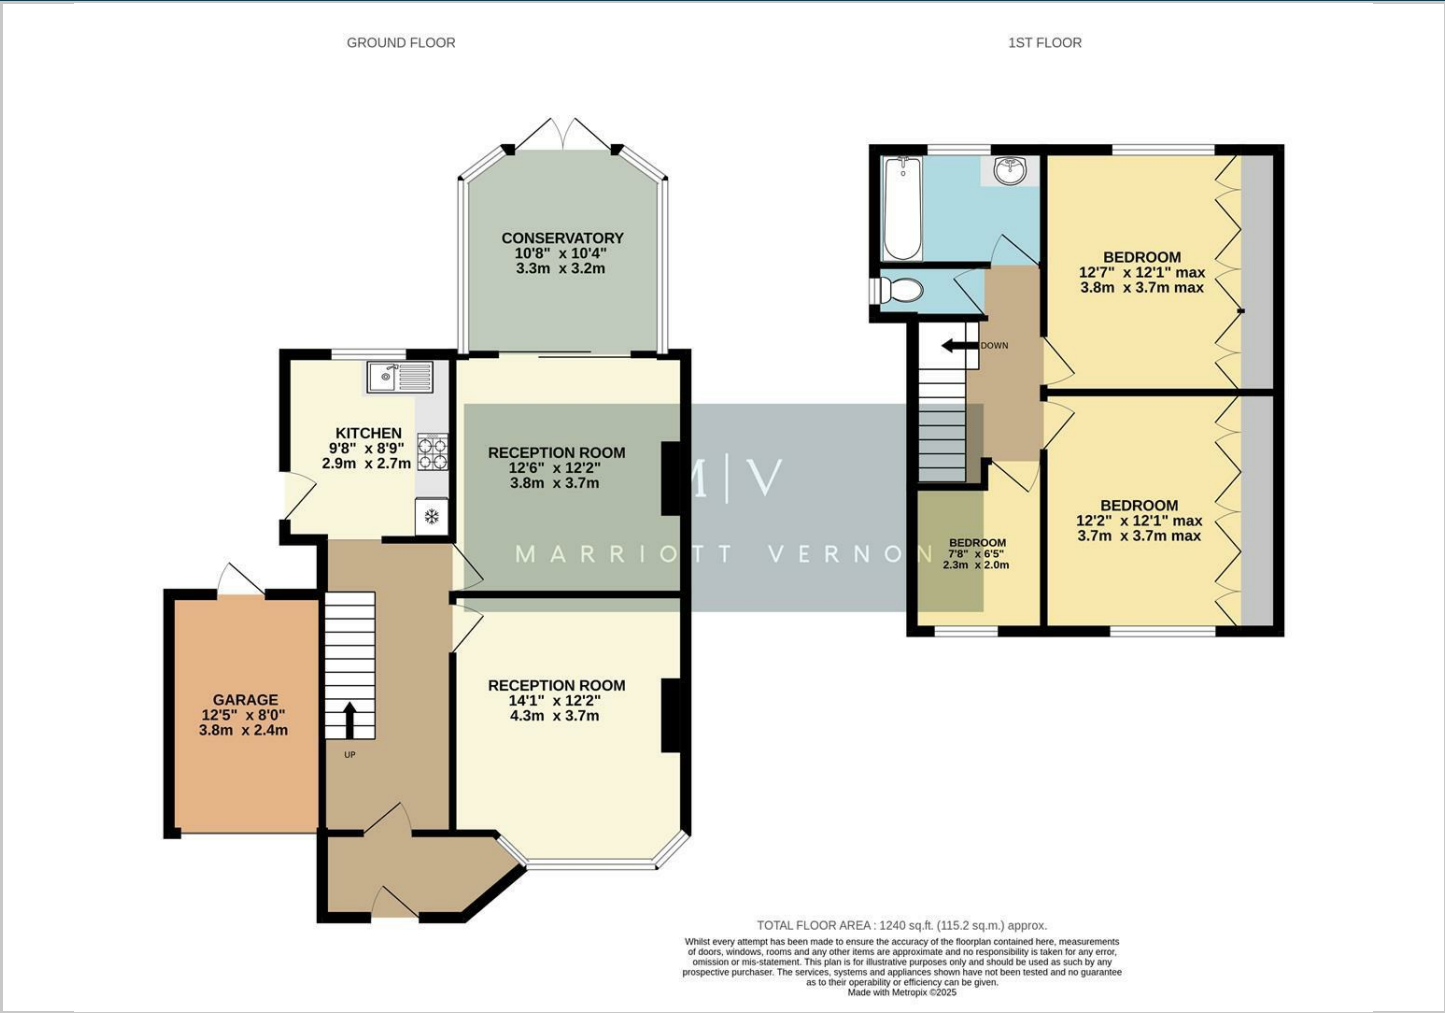 GROUND FLOOR
1ST FLOOR
CONSERVATORY
10'8" x 10'4"
3.3m x 3.2m
BEDROOM
12'7" x 12'1" max
3.8m x 3.7m max
DOWN
KITCHEN
9'8" x 8'9"
2.9m x 2.7m
RECEPTION ROOM
12'6" x 12'2"
3.8m x 3.7m
M|V
MARRIOTT VERNON
BEDROOM
12'2" x 12'1" max
3.7m x 3.7m max
BEDROOM
7'8" x 6'5"
2.3m x 2.0m
RECEPTION ROOM
14'1" x 12'2"
4.3m x 3.7m
GARAGE
12'5" x 8'0"
3.8m x 2.4m
UP
TOTAL FLOOR AREA : 1240 sq.ft. (115.2 sq.m.) approx.
Whilst every attempt has been made to ensure the accuracy of the floorplan contained here, measurements
of doors, windows, rooms and any other items are approximate and no responsibility is taken for any error,
omission or mis-statement. This plan is for illustrative purposes only and should be used as such by any
prospective purchaser. The services, systems and appliances shown have not been tested and no guarantee
as to their operability or efficiency can be given.
Made with Metropix ©2025